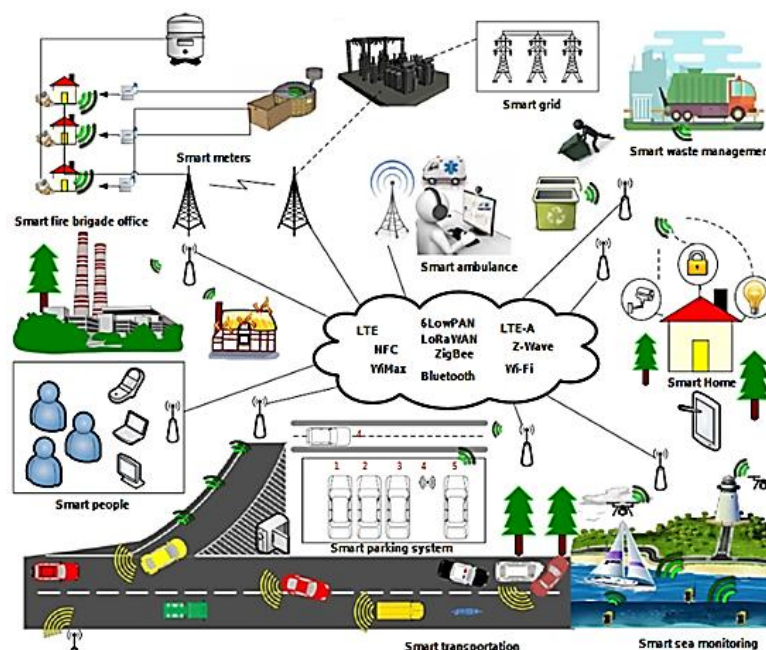 Smart grid
Smart waste management
Smart meters
Smart fire brigade office
Smart ambulance
LTE
6LowPAN
LTE-A
LoRaWAN
NFC
Z-Wave
ZigBee
WiMax
Wi-Fi
Bluetooth
Smart Home
4
1 2 3 4 5
Smart people
Smart parking system
Smart transportation
Smart sea monitoring